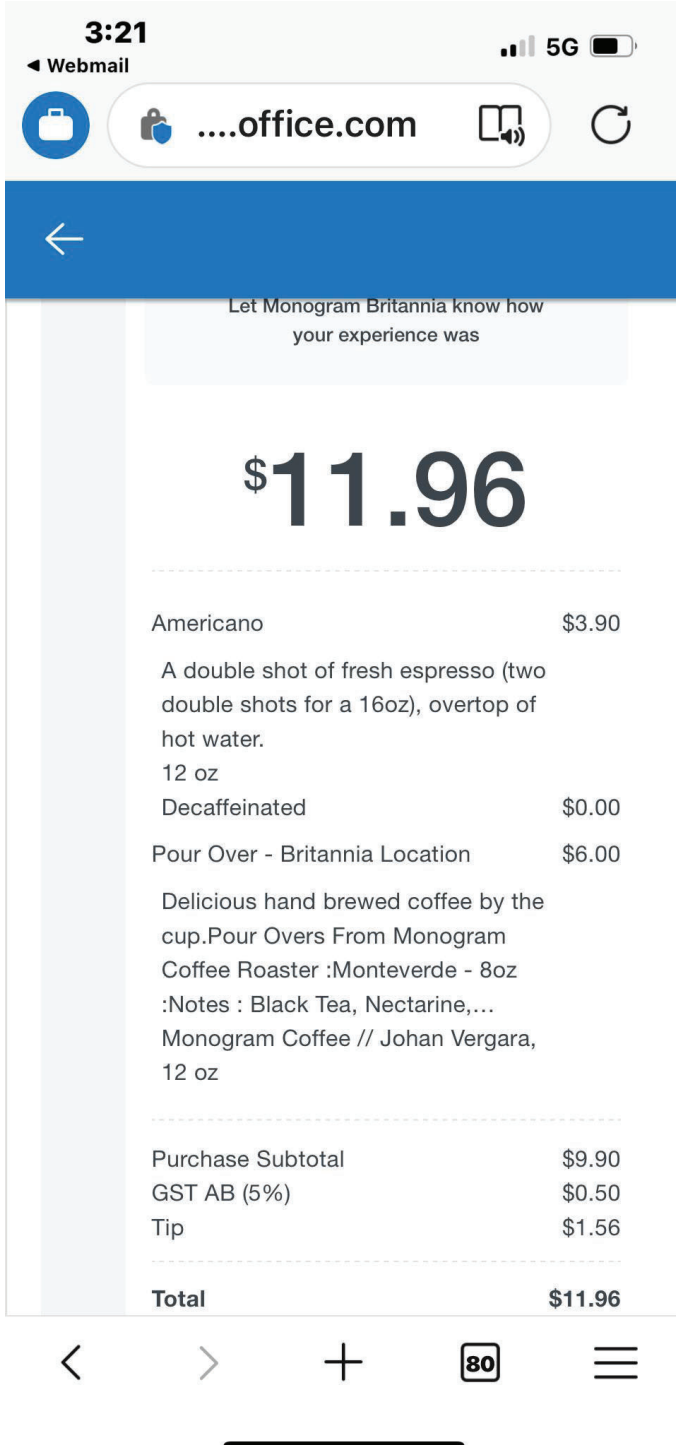 3:21
5G
◀ Webmail
....office.com
Let Monogram Britannia know how
your experience was
$11.96
Americano $3.90
A double shot of fresh espresso (two
double shots for a 16oz), overtop of
hot water.
12 oz
Decaffeinated $0.00
Pour Over - Britannia Location $6.00
Delicious hand brewed coffee by the
cup.Pour Overs From Monogram
Coffee Roaster :Monteverde - 8oz
:Notes : Black Tea, Nectarine,...
Monogram Coffee // Johan Vergara,
12 oz
Purchase Subtotal $9.90
GST AB (5%) $0.50
Tip $1.56
Total $11.96
80